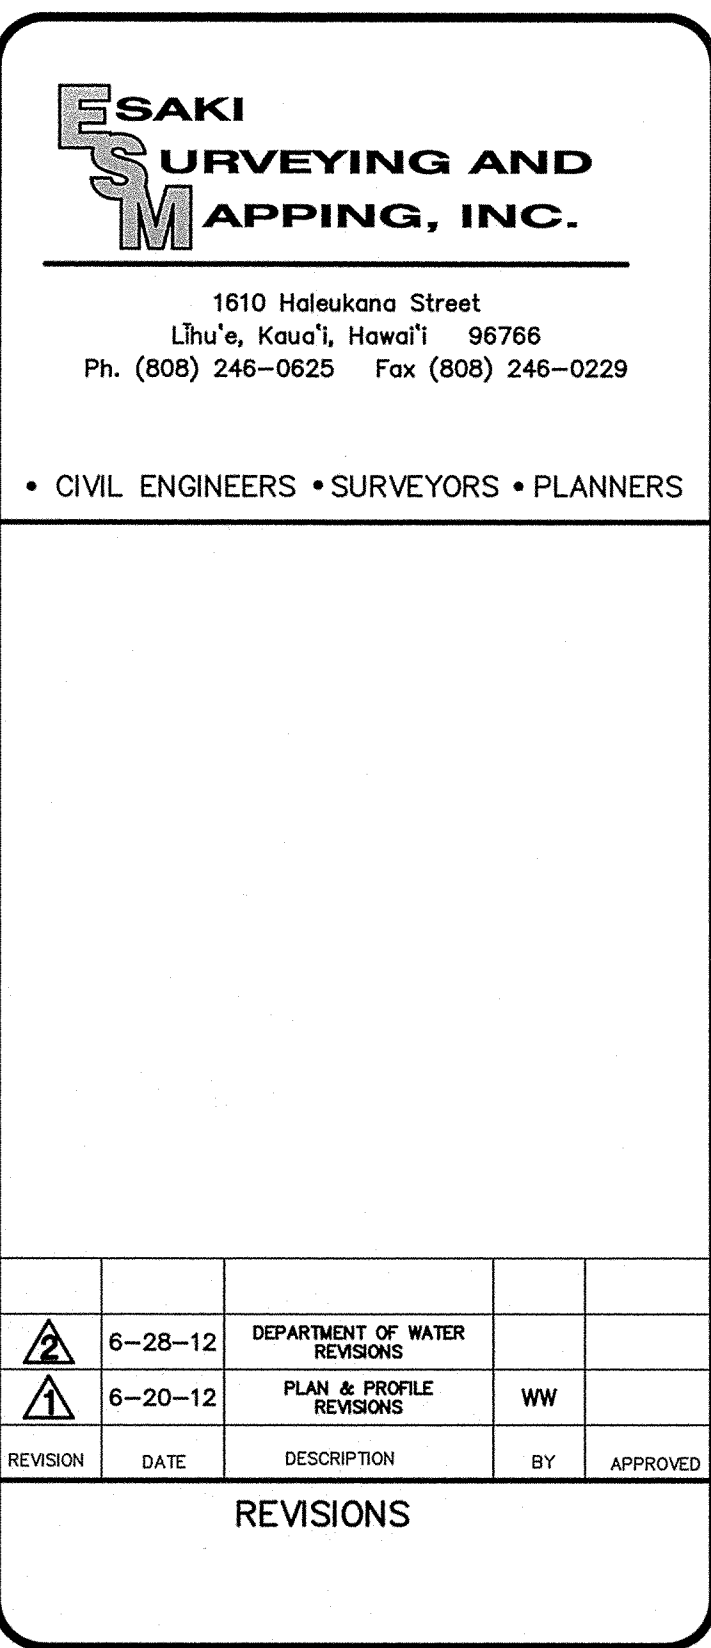 ESAKI
SURVEYING AND
MAPPING, INC.
1610 Haleukana Street
Līhu'e, Kaua'i, Hawai'i 96766
Ph. (808) 246-0625 Fax (808) 246-0229
• CIVIL ENGINEERS • SURVEYORS • PLANNERS
2 6-28-12 DEPARTMENT OF WATER
REVISIONS
1 6-20-12 PLAN & PROFILE
REVISIONS WW
REVISION DATE DESCRIPTION BY APPROVED
REVISIONS